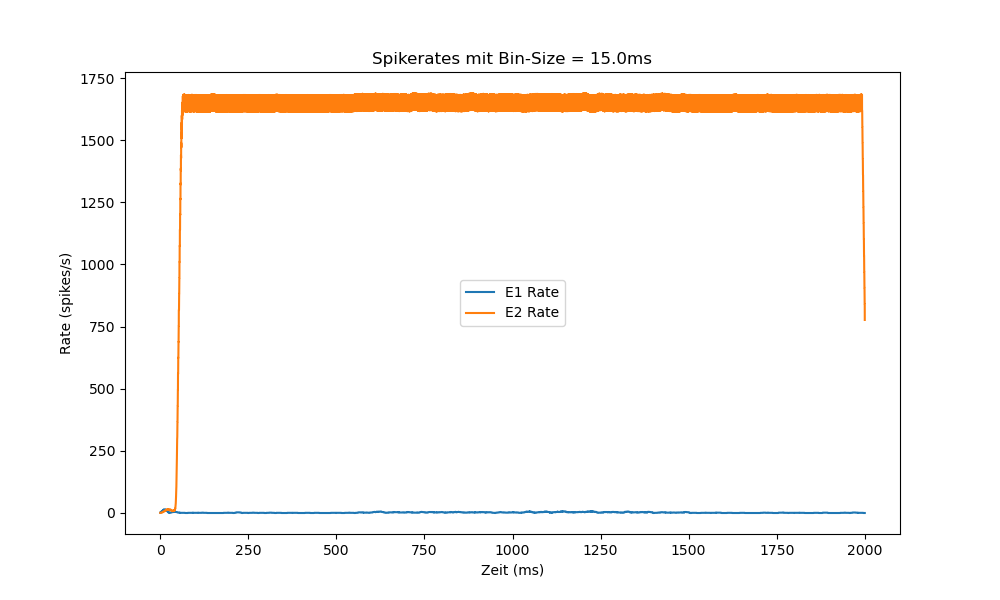 Spikerates mit Bin-Size = 15.0ms
1750
1500
1250
1000
750
500
250
0
Rate (spikes/s)
E1 Rate
E2 Rate
0 250 500 750 1000 1250 1500 1750 2000
Zeit (ms)